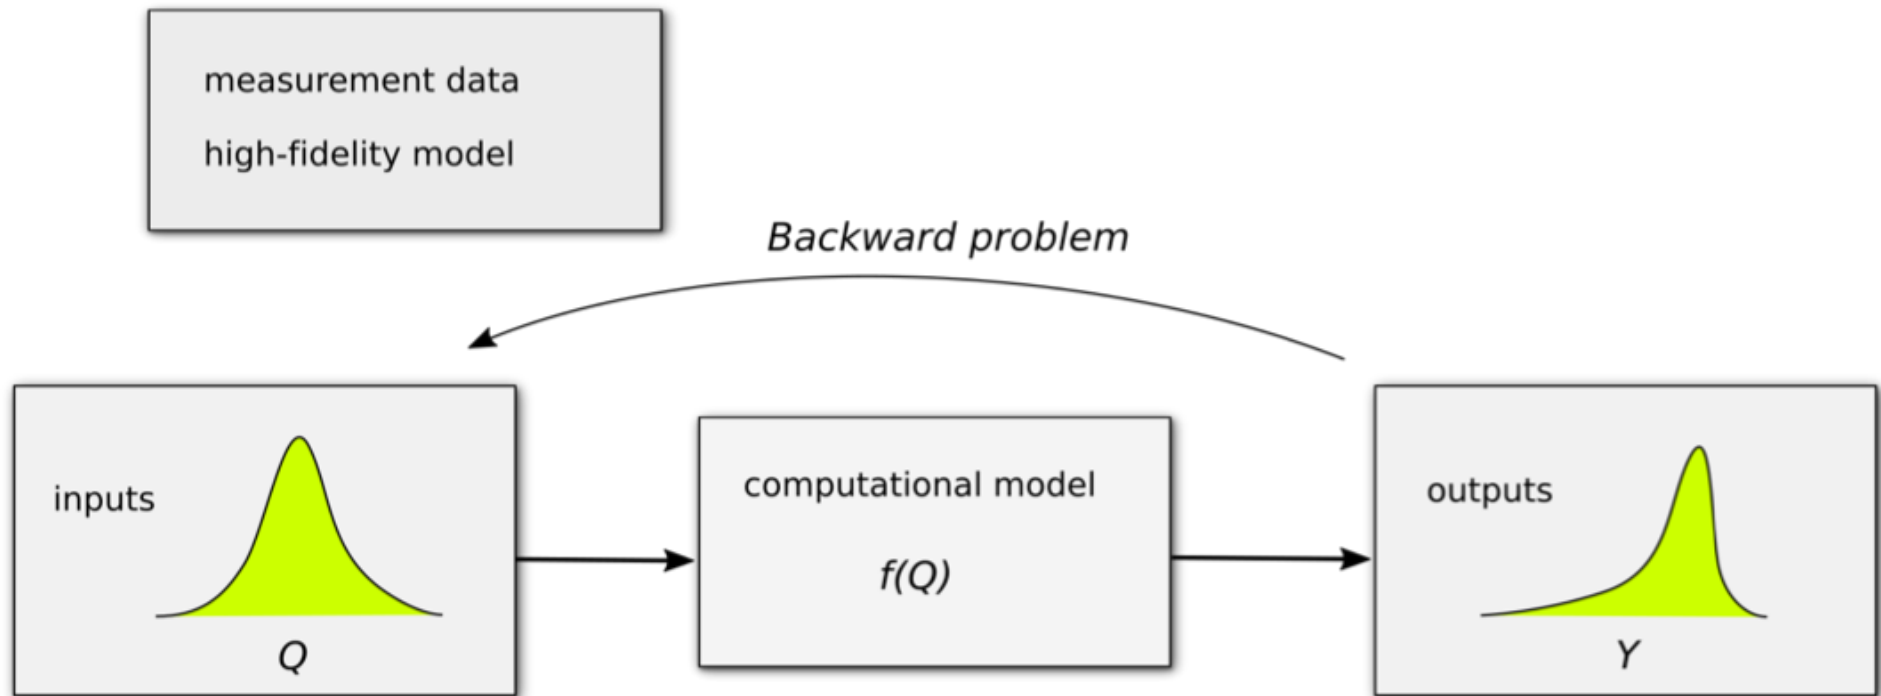 measurement data
high-fidelity model
Backward problem
inputs
Q
computational model
f(Q)
outputs
Y